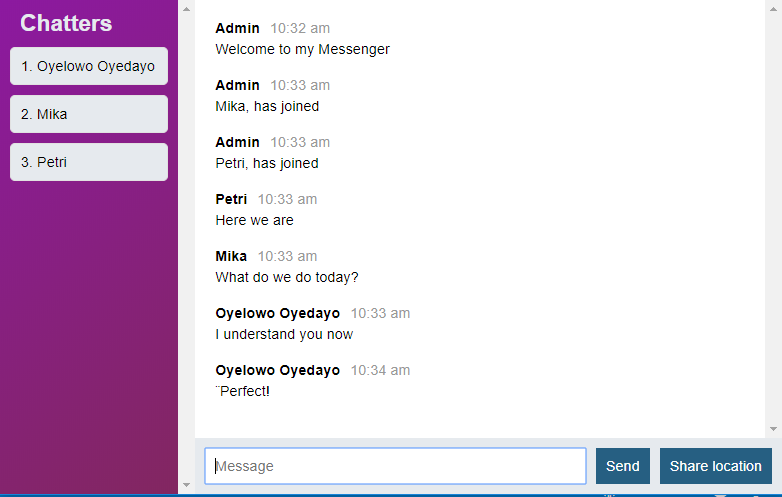 Chatters
1. Oyelowo Oyedayo
2. Mika
3. Petri
Admin 10:32 am
Welcome to my Messenger
Admin 10:33 am
Mika, has joined
Admin 10:33 am
Petri, has joined
Petri 10:33 am
Here we are
Mika 10:33 am
What do we do today?
Oyelowo Oyedayo 10:33 am
I understand you now
Oyelowo Oyedayo 10:34 am
¨Perfect!
Message
Send
Share location